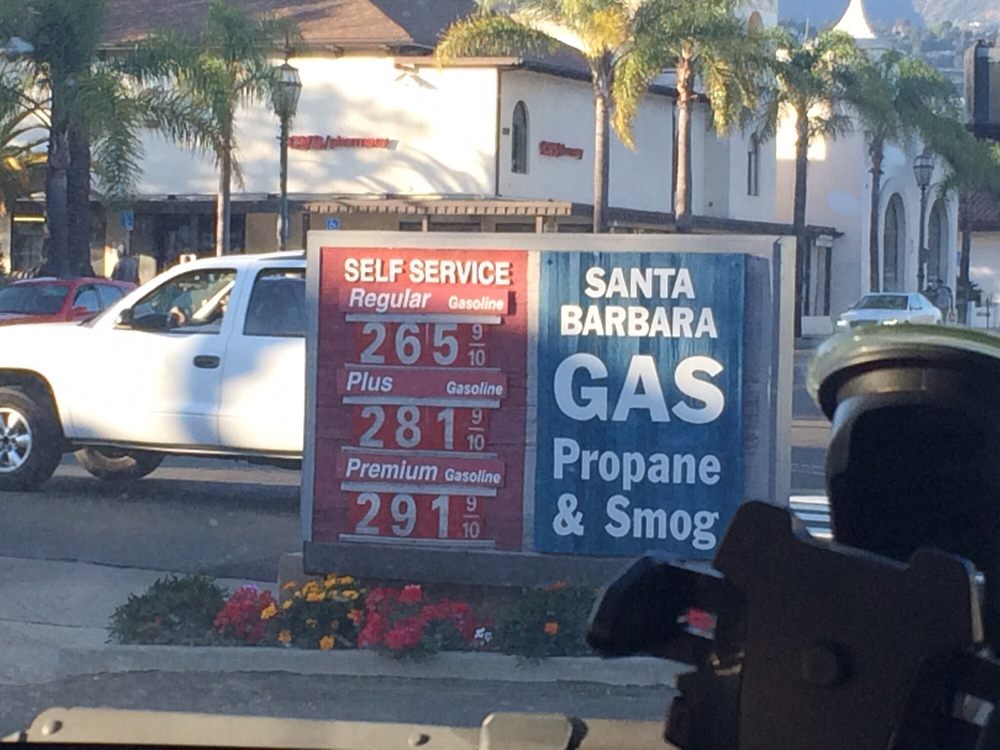 pharmacy
SELF SERVICE
Regular Gasoline
265 9/10
Plus Gasoline
281 9/10
Premium Gasoline
291 9/10
SANTA
BARBARA
GAS
Propane
& Smog